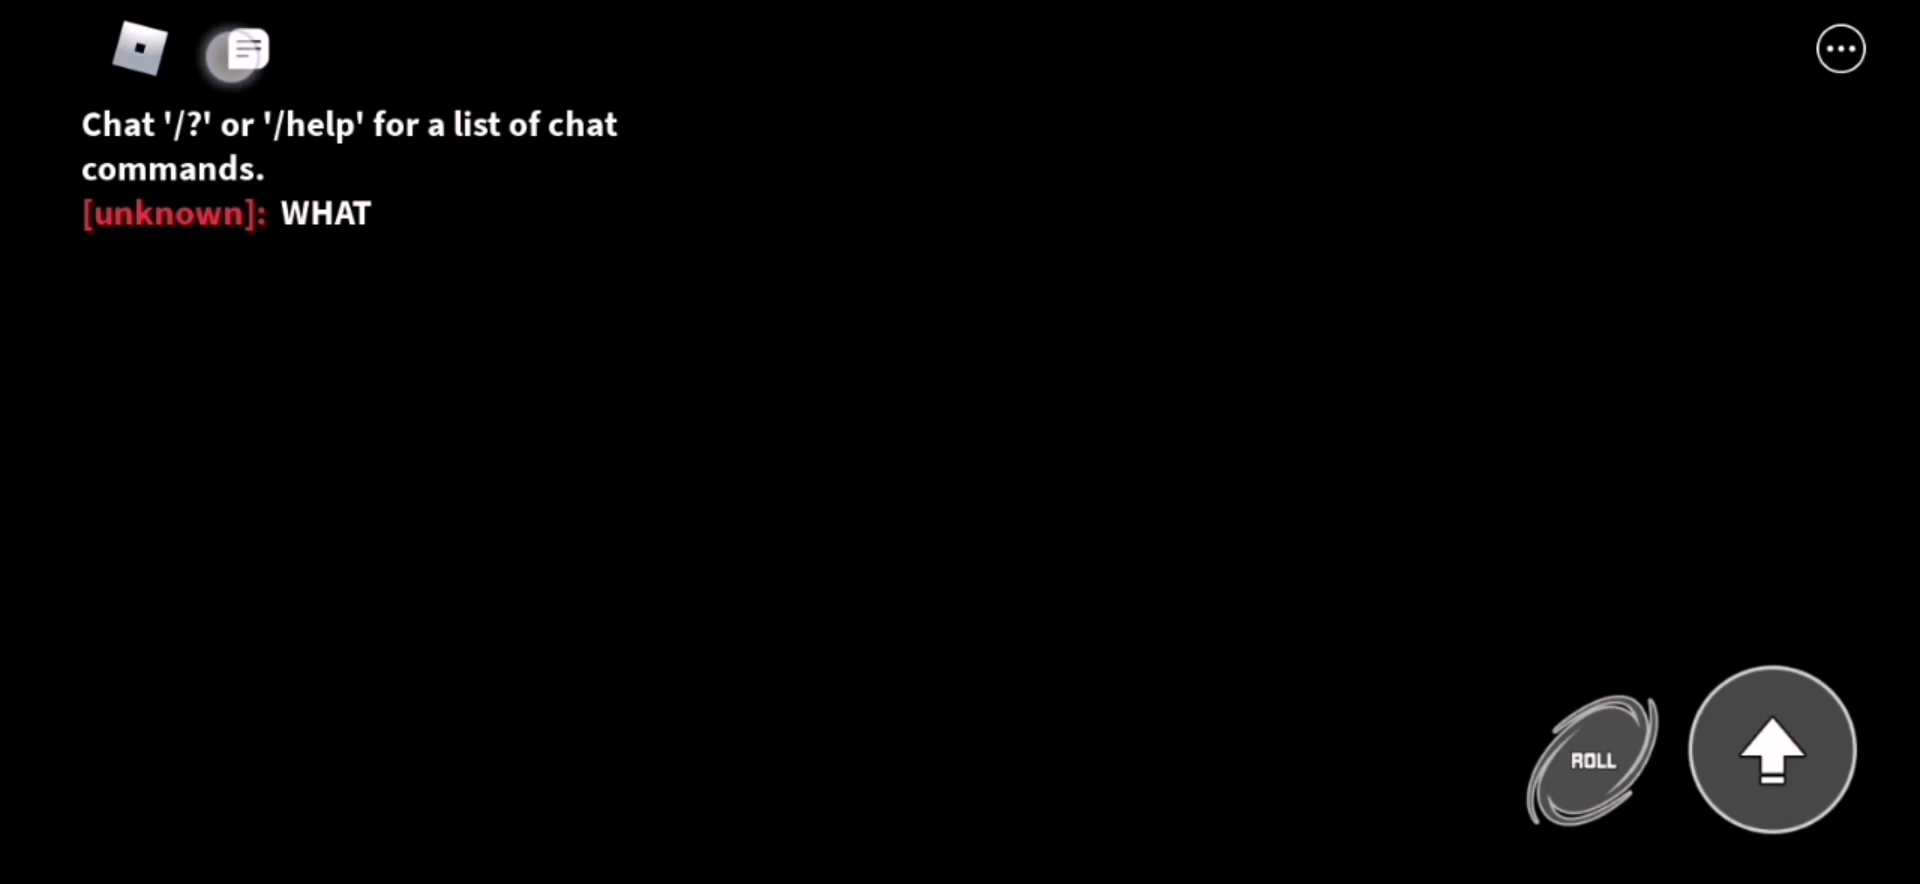 Chat '/?' or '/help' for a list of chat
commands.
[unknown]: WHAT
ROLL